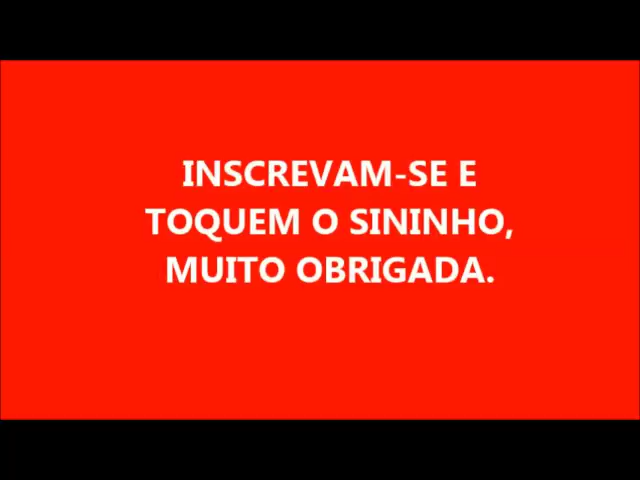 INSCREVAM-SE E
TOQUEM O SININHO,
MUITO OBRIGADA.